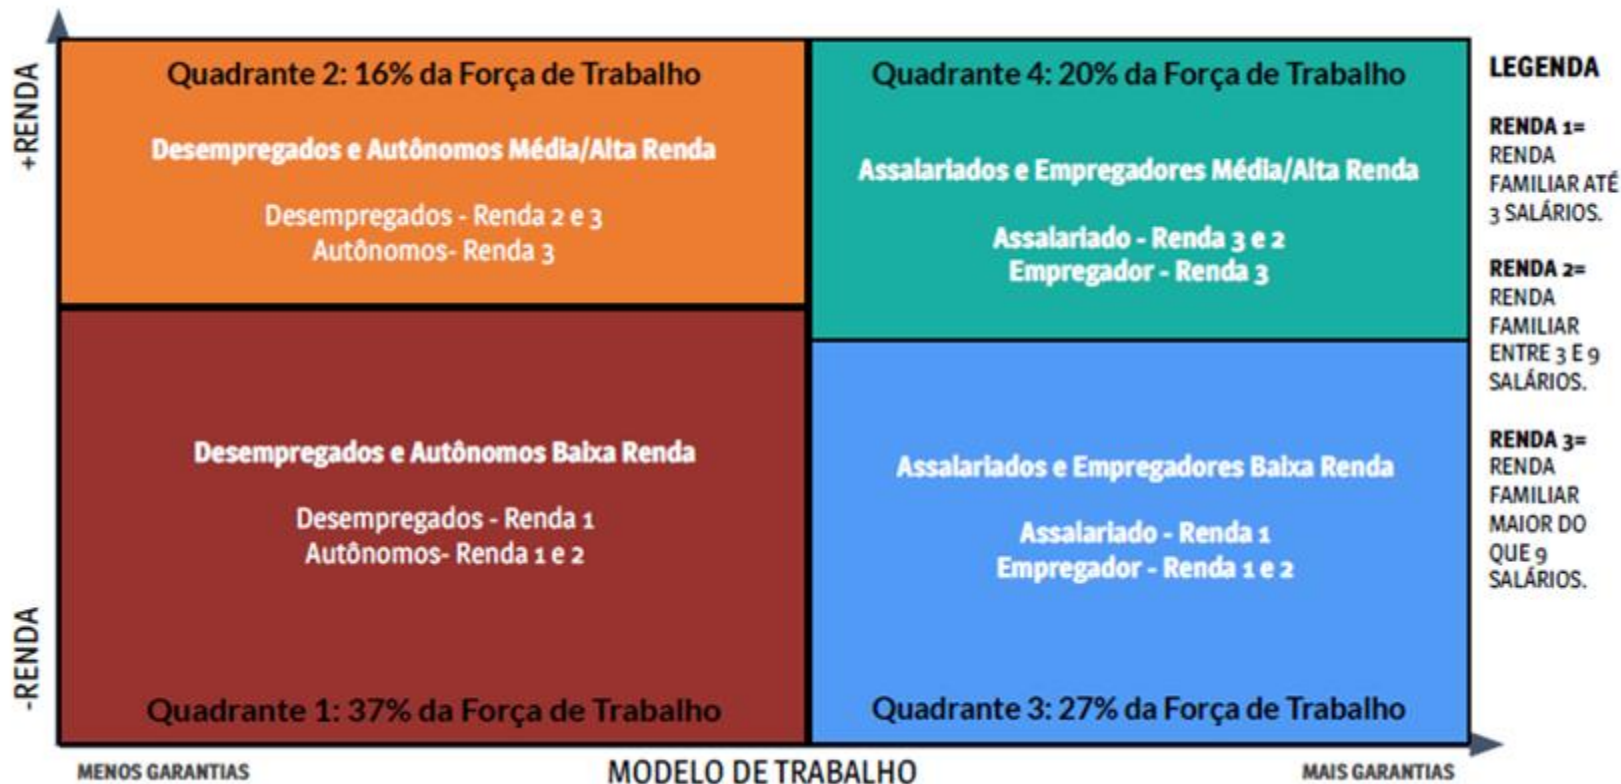 +RENDA
-RENDA
Quadrante 2: 16% da Força de Trabalho
Desempregados e Autônomos Média/Alta Renda
Desempregados - Renda 2 e 3
Autônomos- Renda 3
Quadrante 4: 20% da Força de Trabalho
Assalariados e Empregadores Média/Alta Renda
Assalariado - Renda 3 e 2
Empregador - Renda 3
Desempregados e Autônomos Baixa Renda
Desempregados - Renda 1
Autônomos- Renda 1 e 2
Quadrante 1: 37% da Força de Trabalho
Assalariados e Empregadores Baixa Renda
Assalariado - Renda 1
Empregador - Renda 1 e 2
Quadrante 3: 27% da Força de Trabalho
LEGENDA
RENDA 1=
RENDA
FAMILIAR ATÉ
3 SALÁRIOS.
RENDA 2=
RENDA
FAMILIAR
ENTRE 3 E 9
SALÁRIOS.
RENDA 3=
RENDA
FAMILIAR
MAIOR DO
QUE 9
SALÁRIOS.
MENOS GARANTIAS
MODELO DE TRABALHO
MAIS GARANTIAS